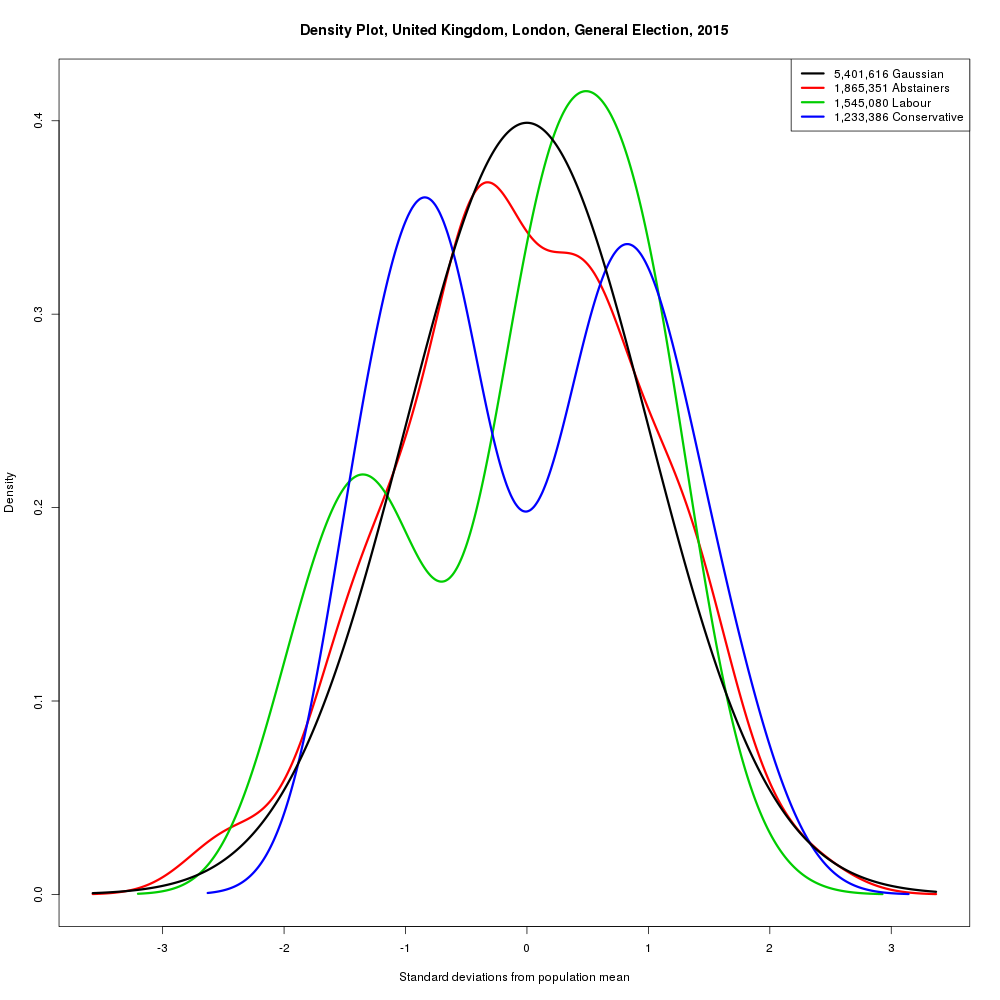 Density Plot, United Kingdom, London, General Election, 2015
5,401,616 Gaussian
1,865,351 Abstainers
1,545,080 Labour
1,233,386 Conservative
Density
0.4
0.3
0.2
0.1
0.0
-3 -2 -1 0 1 2 3
Standard deviations from population mean